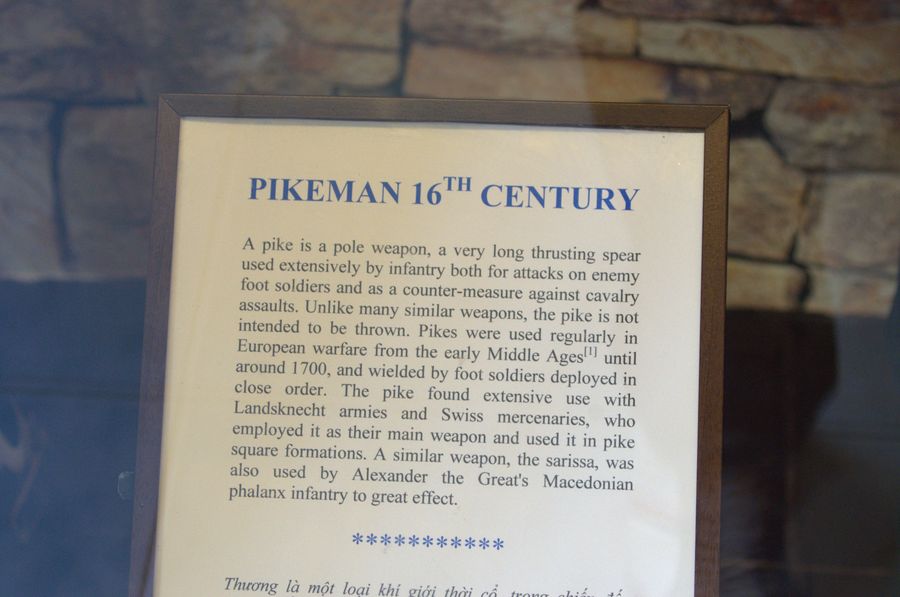 PIKEMAN 16TH CENTURY
A pike is a pole weapon, a very long thrusting spear
used extensively by infantry both for attacks on enemy
foot soldiers and as a counter-measure against cavalry
assaults. Unlike many similar weapons, the pike is not
intended to be thrown. Pikes were used regularly in
European warfare from the early Middle Ages[1] until
around 1700, and wielded by foot soldiers deployed in
close order. The pike found extensive use with
Landsknecht armies and Swiss mercenaries, who
employed it as their main weapon and used it in pike
square formations. A similar weapon, the sarissa, was
also used by Alexander the Great's Macedonian
phalanx infantry to great effect.
***********
Thương là một loại khí giới thời cổ, trong chiến